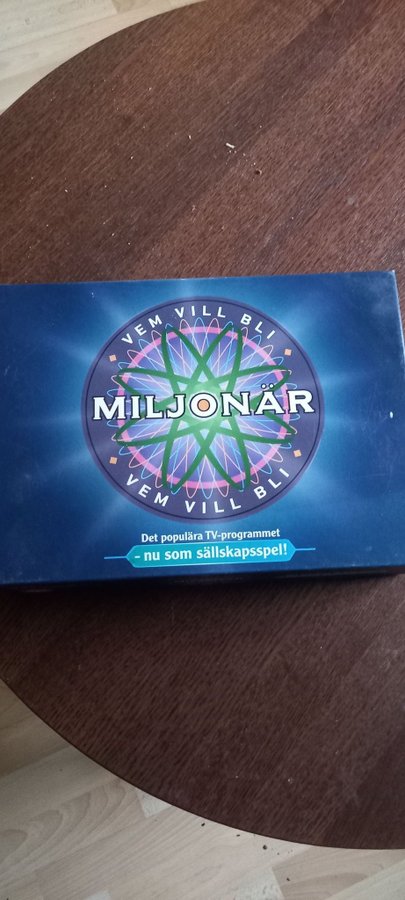 VEM VILL BLI
MILJONÄR
VEM VILL BLI
Det populära TV-programmet
- nu som sällskapsspel!